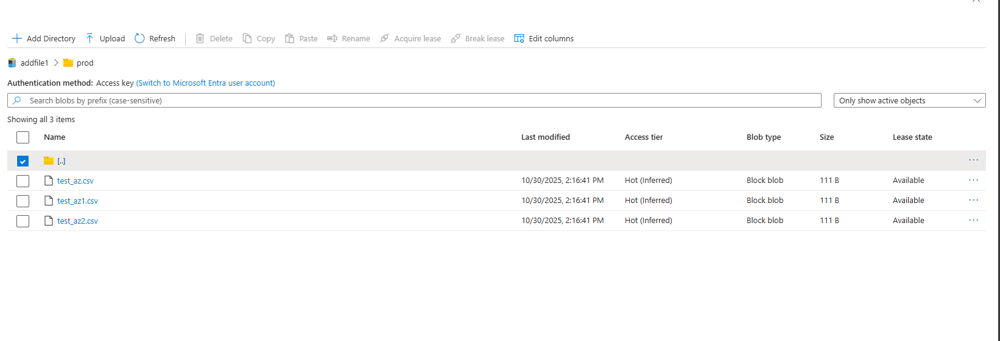 Add Directory Upload Refresh Delete Copy Paste Rename Acquire lease Break lease Edit columns
addfile1 > prod
Authentication method: Access key (Switch to Microsoft Entra user account)
Search blobs by prefix (case-sensitive) Only show active objects
Showing all 3 items
Name Last modified Access tier Blob type Size Lease state
[..] ...
test_az.csv 10/30/2025, 2:16:41 PM Hot (Inferred) Block blob 111 B Available ...
test_az1.csv 10/30/2025, 2:16:41 PM Hot (Inferred) Block blob 111 B Available ...
test_az2.csv 10/30/2025, 2:16:41 PM Hot (Inferred) Block blob 111 B Available ...